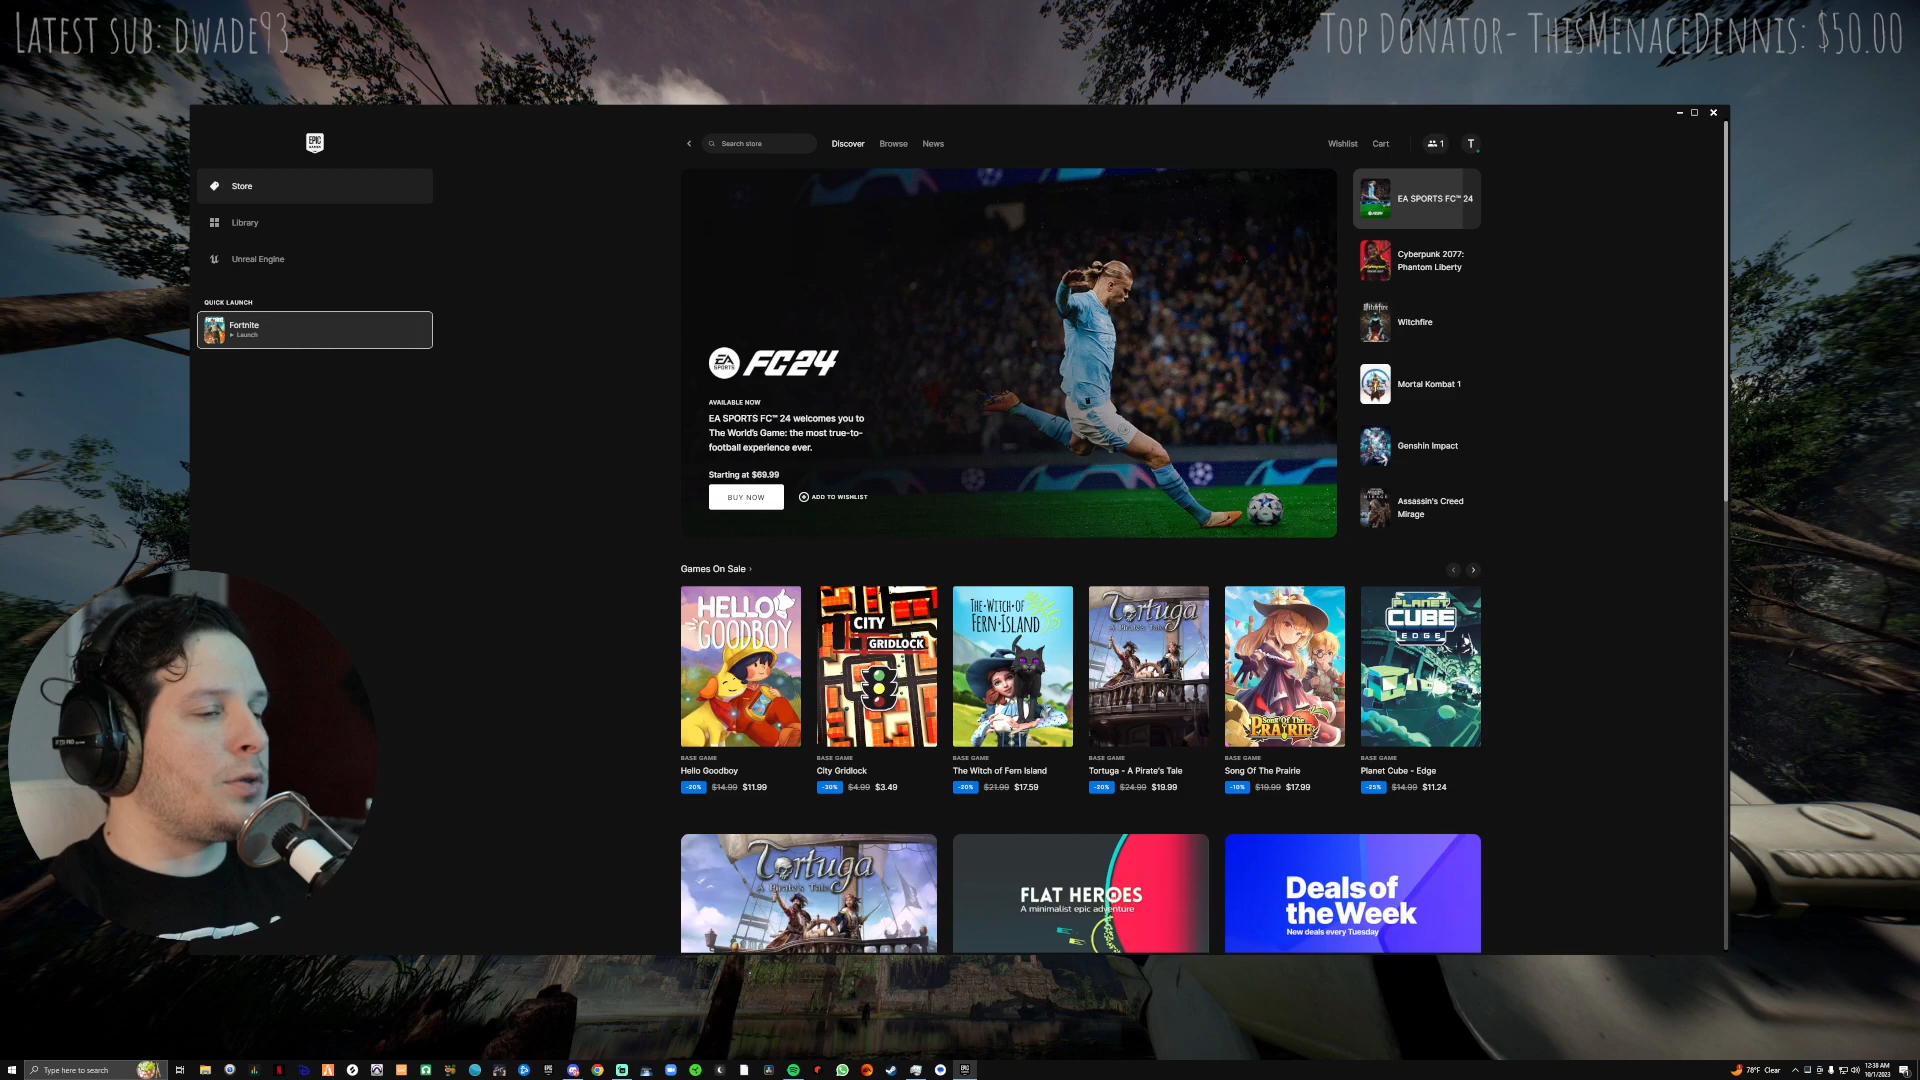 Latest sub: dwade93
Top Donator- ThisMenaceDennis: $50.00
EPIC GAMES
Store
Library
Unreal Engine
QUICK LAUNCH
Fortnite
Launch
Search store
Discover
Browse
News
Wishlist
Cart
1
T
EA SPORTS
FC24
AVAILABLE NOW
EA SPORTS FC™ 24 welcomes you to
The World's Game: the most true-to-
football experience ever.
Starting at $69.99
BUY NOW
ADD TO WISHLIST
EA SPORTS FC™ 24
Cyberpunk 2077:
Phantom Liberty
Witchfire
Mortal Kombat 1
Genshin Impact
Assassin's Creed
Mirage
Games On Sale
HELLO
GOODBOY
CITY
GRIDLOCK
THE·WITCH·OF
FERN·ISLAND
Tortuga
A Pirate's Tale
Song Of The
PRAIRIE
PLANET
CUBE
EDGE
BASE GAME
Hello Goodboy
-20% $14.99 $11.99
BASE GAME
City Gridlock
-30% $4.99 $3.49
BASE GAME
The Witch of Fern Island
-20% $21.99 $17.59
BASE GAME
Tortuga - A Pirate's Tale
-20% $24.99 $19.99
BASE GAME
Song Of The Prairie
-10% $19.99 $17.99
BASE GAME
Planet Cube - Edge
-25% $14.99 $11.24
Tortuga
A Pirate's Tale
FLAT HEROES
A minimalist epic adventure
Deals of
the Week
New deals every Tuesday
Type here to search
78°F Clear
12:38 AM
10/1/2023